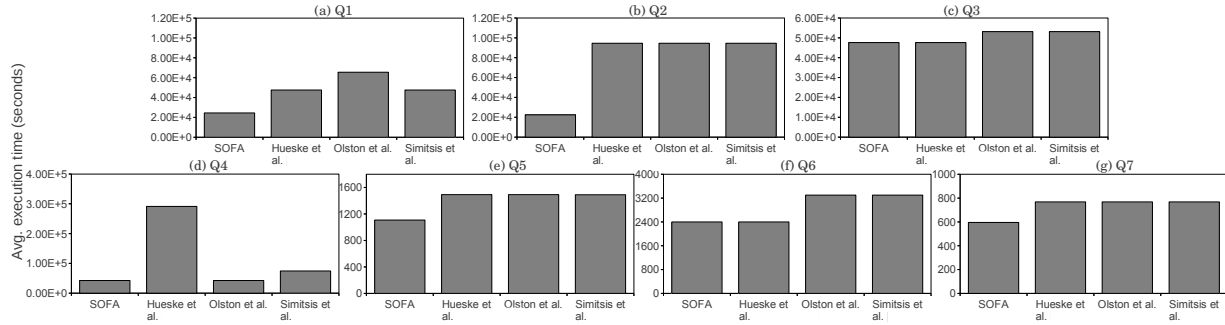 Avg. execution time (seconds)
(a) Q1
1.20E+5
1.00E+5
8.00E+4
6.00E+4
4.00E+4
2.00E+4
0.00E+0
SOFA Hueske et al. Olston et al. Simitsis et al.
(b) Q2
1.20E+5
1.00E+5
8.00E+4
6.00E+4
4.00E+4
2.00E+4
0.00E+0
SOFA Hueske et al. Olston et al. Simitsis et al.
(c) Q3
6.00E+4
5.00E+4
4.00E+4
3.00E+4
2.00E+4
1.00E+4
0.00E+0
SOFA Hueske et al. Olston et al. Simitsis et al.
(d) Q4
4.00E+5
3.00E+5
2.00E+5
1.00E+5
0.00E+0
SOFA Hueske et al. Olston et al. Simitsis et al.
(e) Q5
1600
1200
800
400
0
SOFA Hueske et al. Olston et al. Simitsis et al.
(f) Q6
4000
3200
2400
1600
800
0
SOFA Hueske et al. Olston et al. Simitsis et al.
(g) Q7
1000
800
600
400
200
0
SOFA Hueske et al. Olston et al. Simitsis et al.